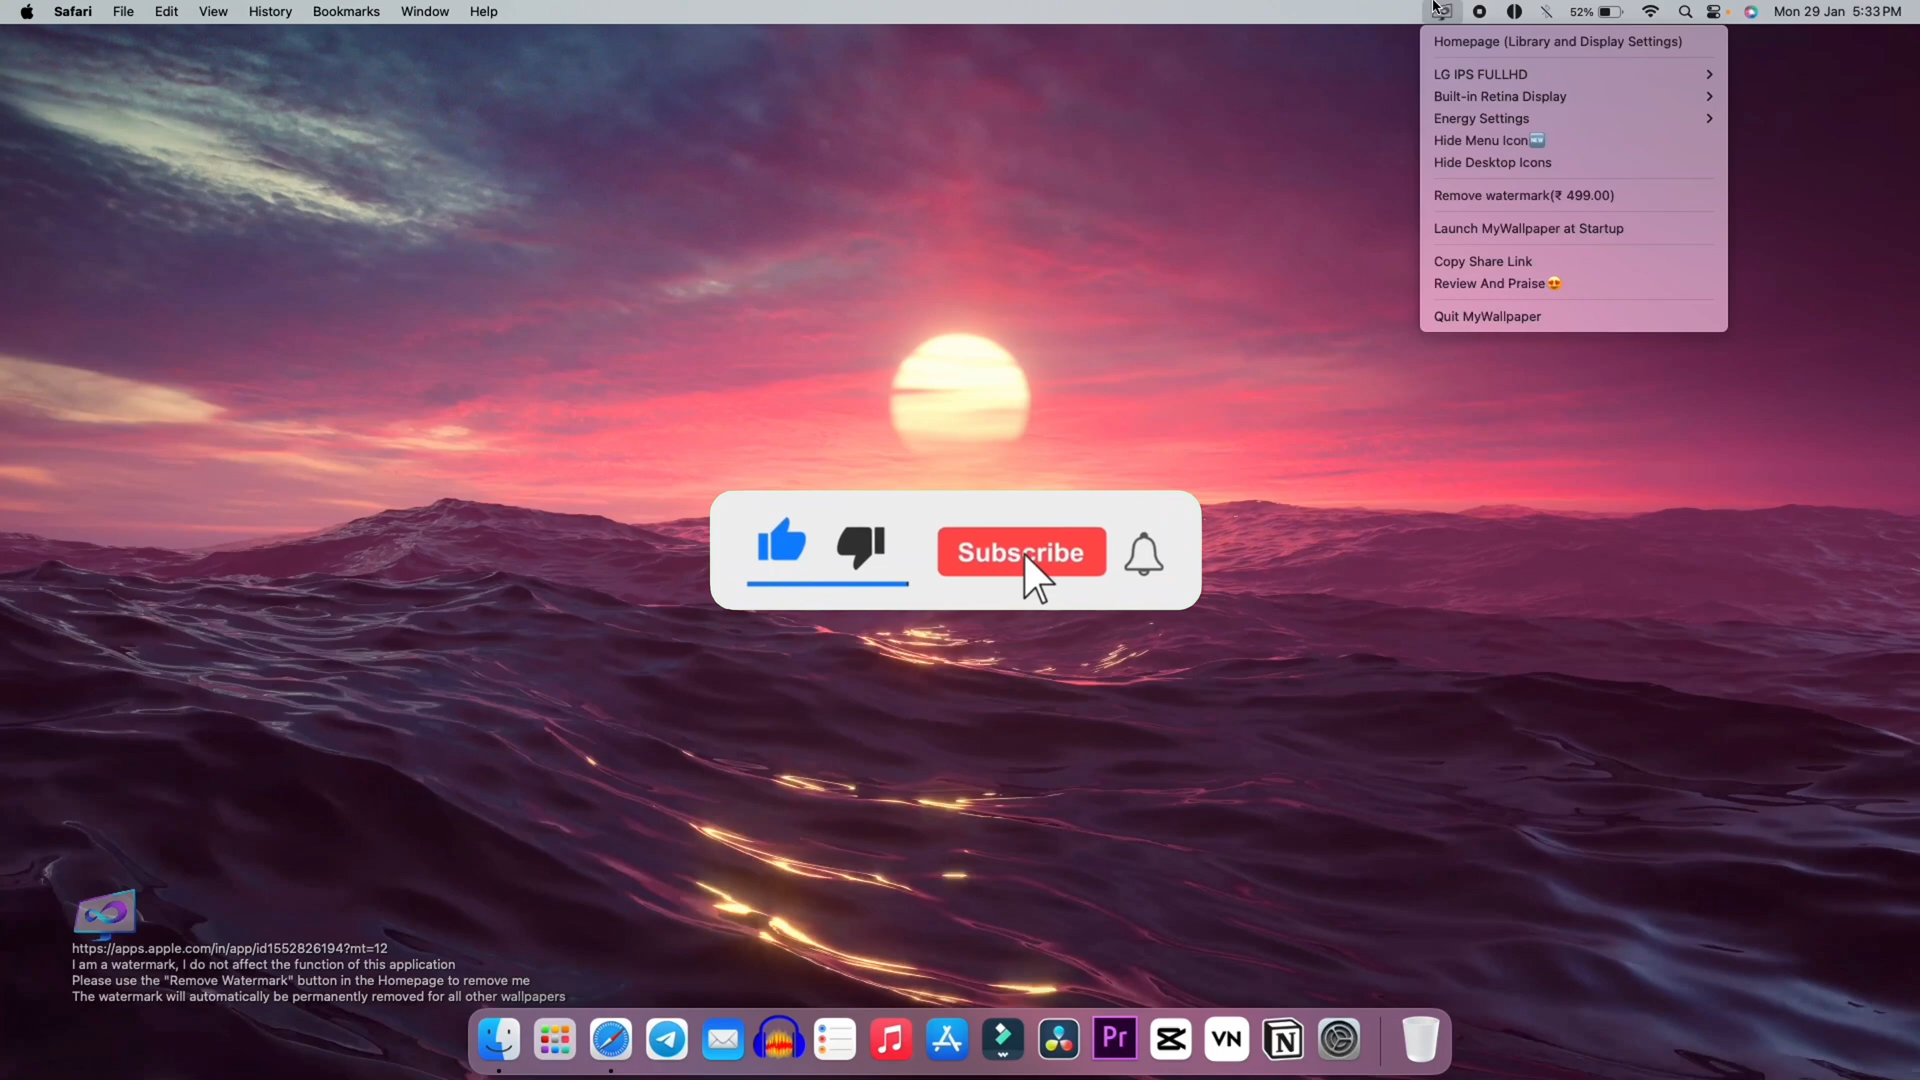 Safari File Edit View History Bookmarks Window Help
52% Mon 29 Jan 5:33 PM
Homepage (Library and Display Settings)
LG IPS FULLHD
Built-in Retina Display
Energy Settings
Hide Menu Icon🆕
Hide Desktop Icons
Remove watermark(₹ 499.00)
Launch MyWallpaper at Startup
Copy Share Link
Review And Praise😍
Quit MyWallpaper
Subscribe
https://apps.apple.com/in/app/id1552826194?mt=12
I am a watermark, I do not affect the function of this application
Please use the "Remove Watermark" button in the Homepage to remove me
The watermark will automatically be permanently removed for all other wallpapers
Pr VN N